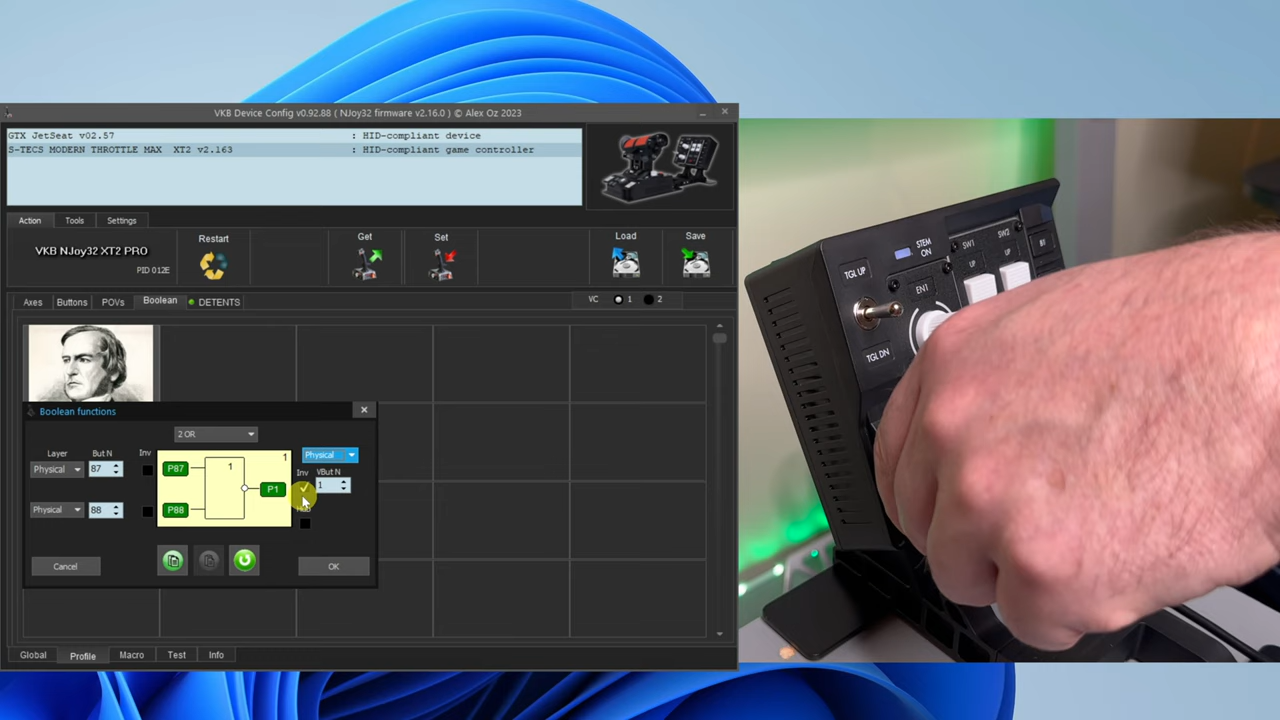 VKB Device Config v0.92.88 ( NJoy32 firmware v2.16.0 ) © Alex Oz 2023
GTX JetSeat v02.57 : HID-compliant device
S-TECS MODERN THROTTLE MAX XT2 v2.163 : HID-compliant game controller
Action Tools Settings
VKB NJoy32 XT2 PRO
PID 012E
Restart Get Set Load Save
Axes Buttons POVs Boolean DETENTS VC 1 2
Boolean functions
2 OR
Layer But N Inv
Physical 87
P87
1
1
Physical
Inv VBut N
P1
1
Physical 88
P88
Cancel OK
Global Profile Macro Test Info
TGL UP
STEM
ON
SW1
SW2
UP
UP
B1
EN1
TGL DN